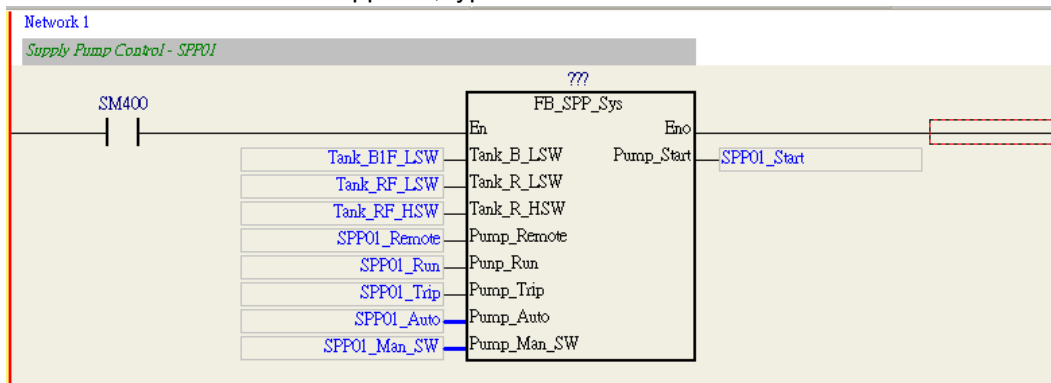 Network 1
Supply Pump Control - SPP01
???
SM400
FB_SPP_Sys
En Eno
Tank_B1F_LSW Tank_B_LSW Pump_Start SPP01_Start
Tank_RF_LSW Tank_R_LSW
Tank_RF_HSW Tank_R_HSW
SPP01_Remote Pump_Remote
SPP01_Run Punp_Run
SPP01_Trip Pump_Trip
SPP01_Auto Pump_Auto
SPP01_Man_SW Pump_Man_SW